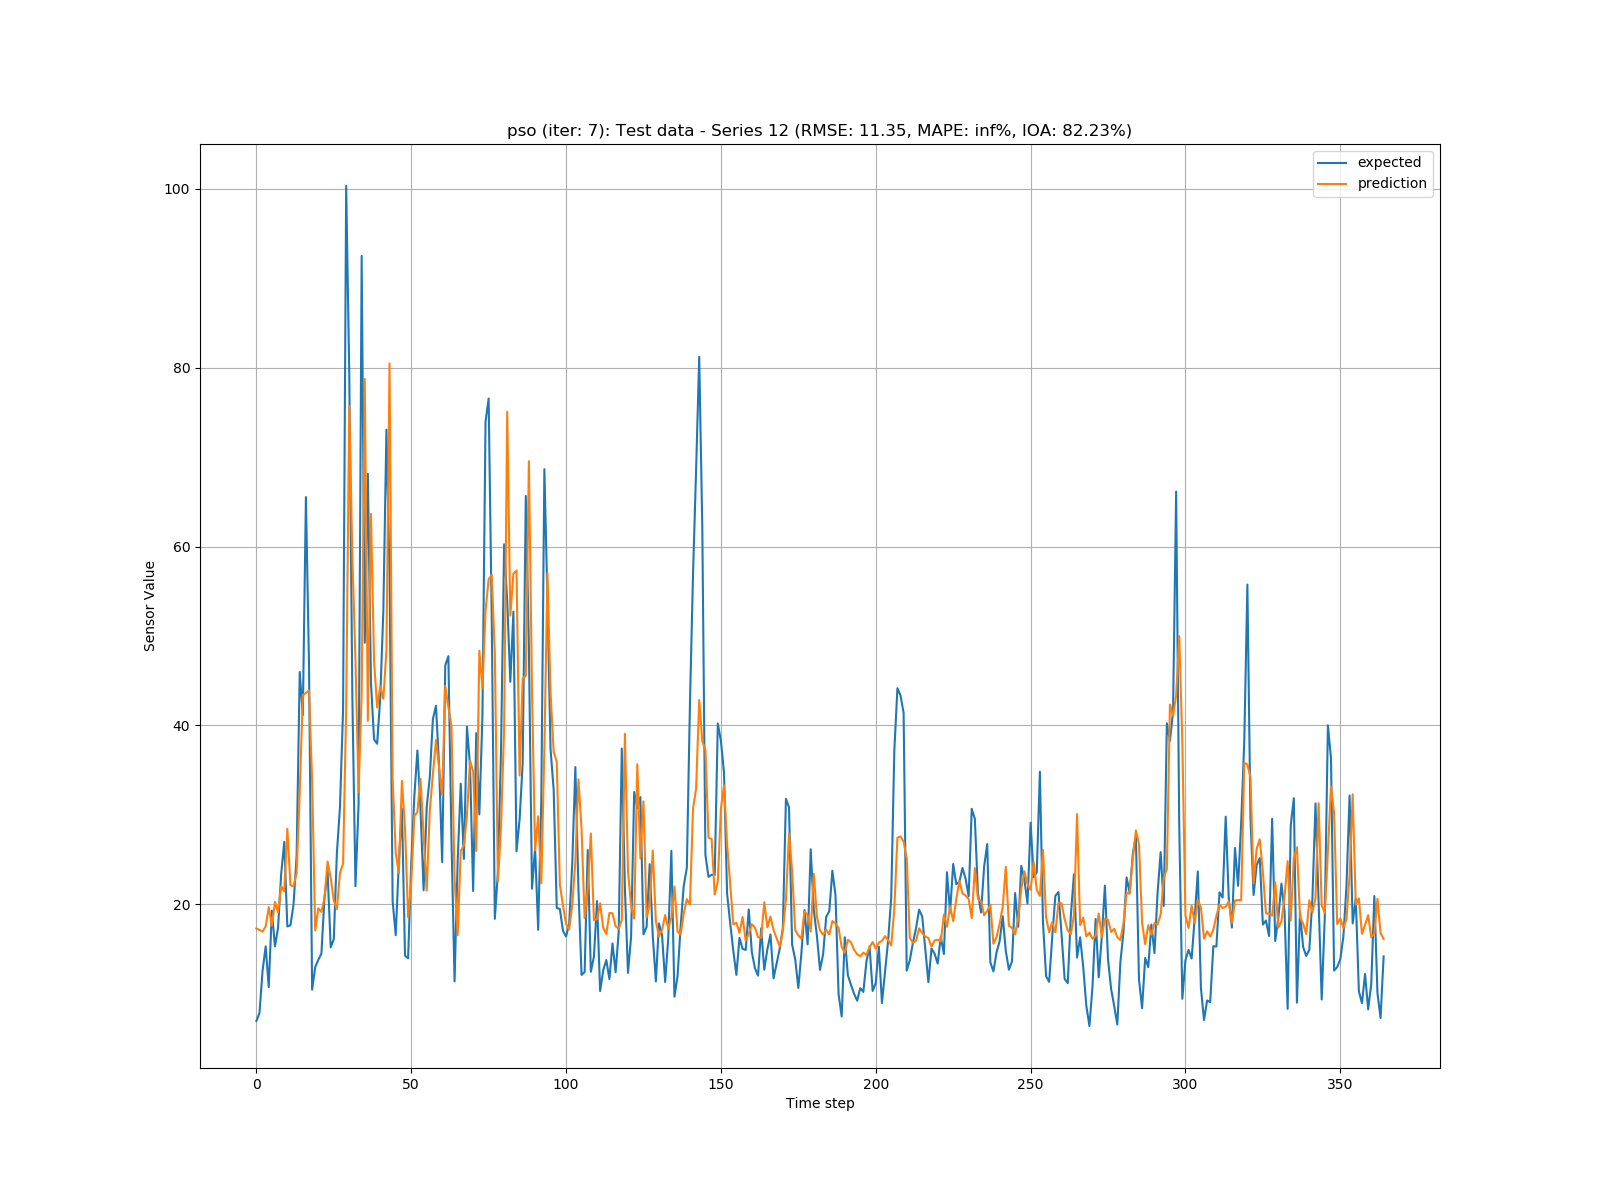 pso (iter: 7): Test data - Series 12 (RMSE: 11.35, MAPE: inf%, IOA: 82.23%)
expected
prediction
100
80
60
40
20
Sensor Value
0 50 100 150 200 250 300 350
Time step